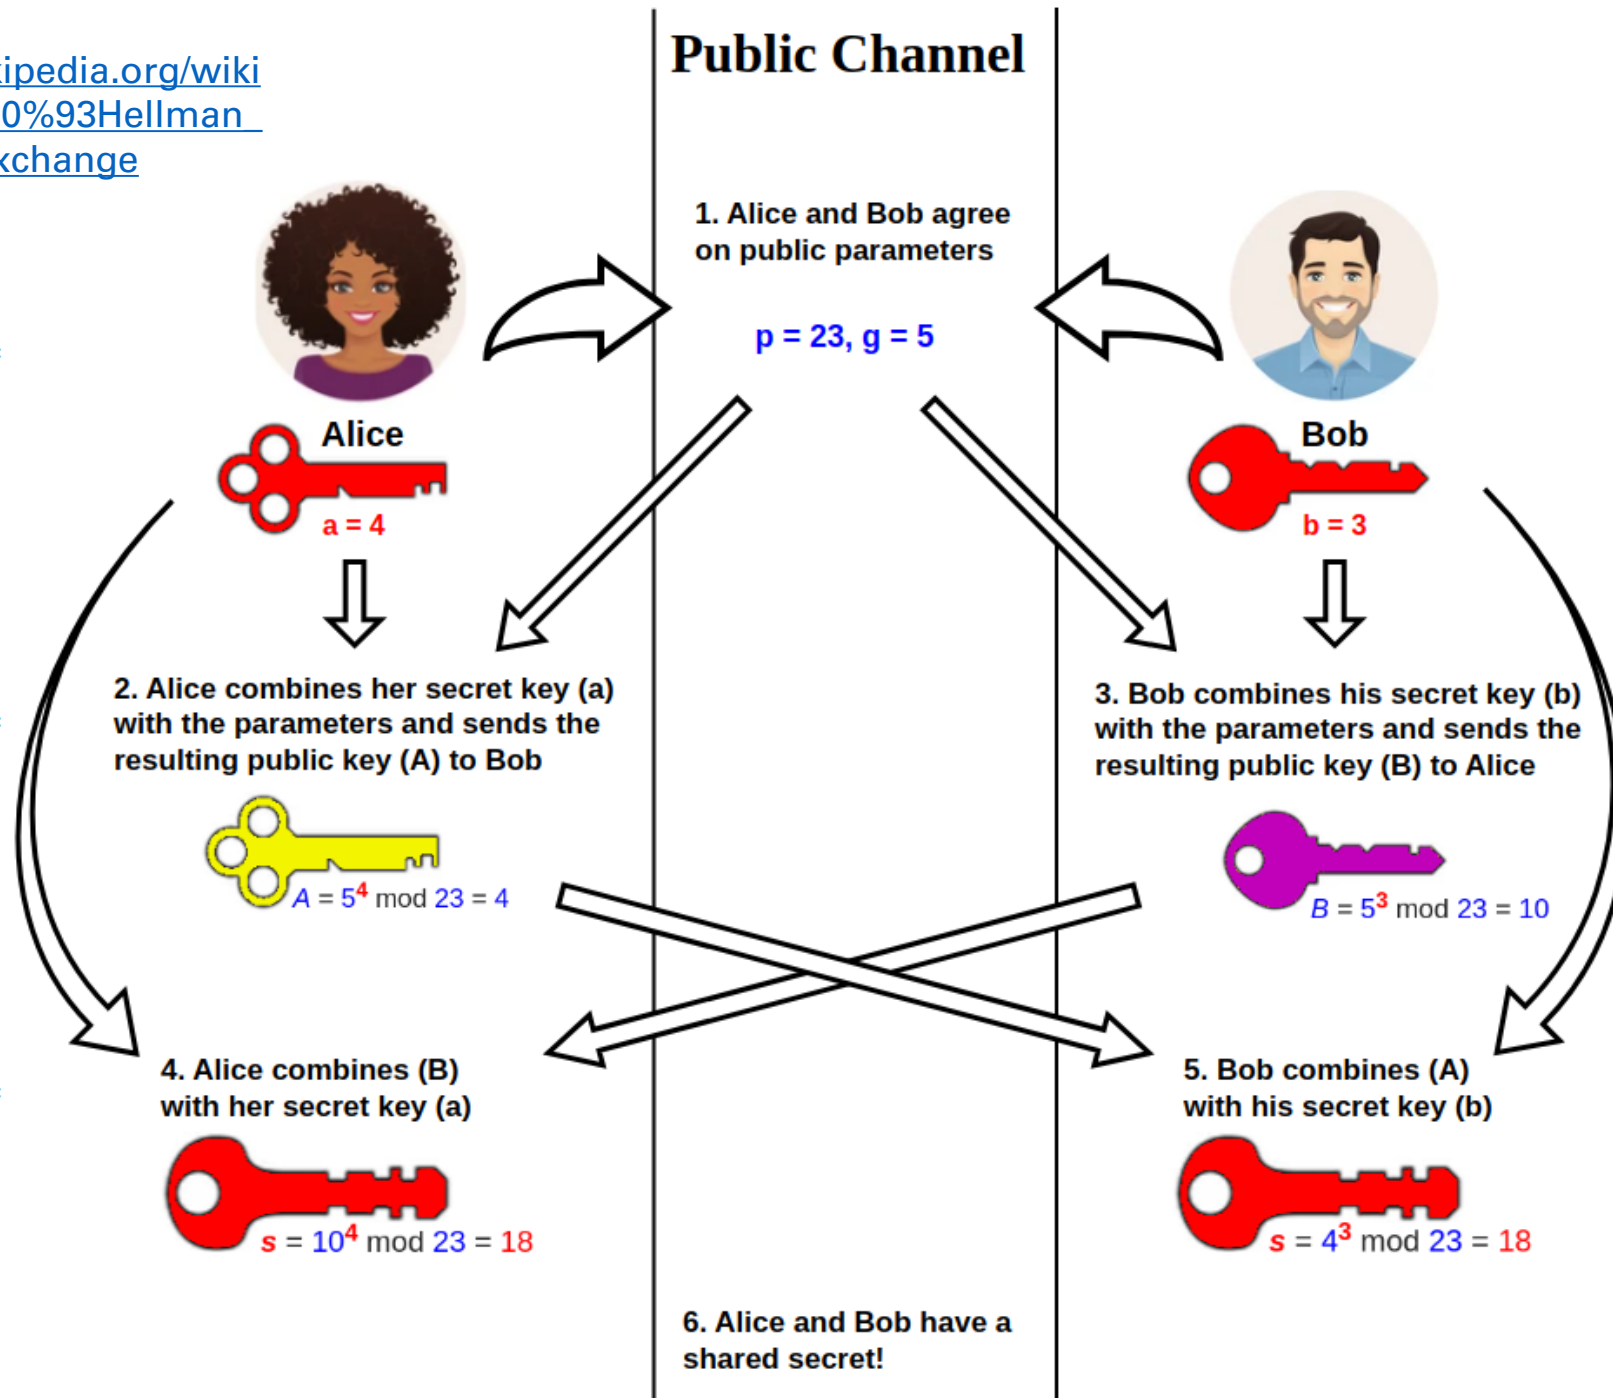 ipedia.org/wiki
0%93Hellman_
xchange
Public Channel
1. Alice and Bob agree
on public parameters
p = 23, g = 5
Alice
a = 4
Bob
b = 3
2. Alice combines her secret key (a)
with the parameters and sends the
resulting public key (A) to Bob
A = 5⁴ mod 23 = 4
3. Bob combines his secret key (b)
with the parameters and sends the
resulting public key (B) to Alice
B = 5³ mod 23 = 10
4. Alice combines (B)
with her secret key (a)
s = 10⁴ mod 23 = 18
5. Bob combines (A)
with his secret key (b)
s = 4³ mod 23 = 18
6. Alice and Bob have a
shared secret!